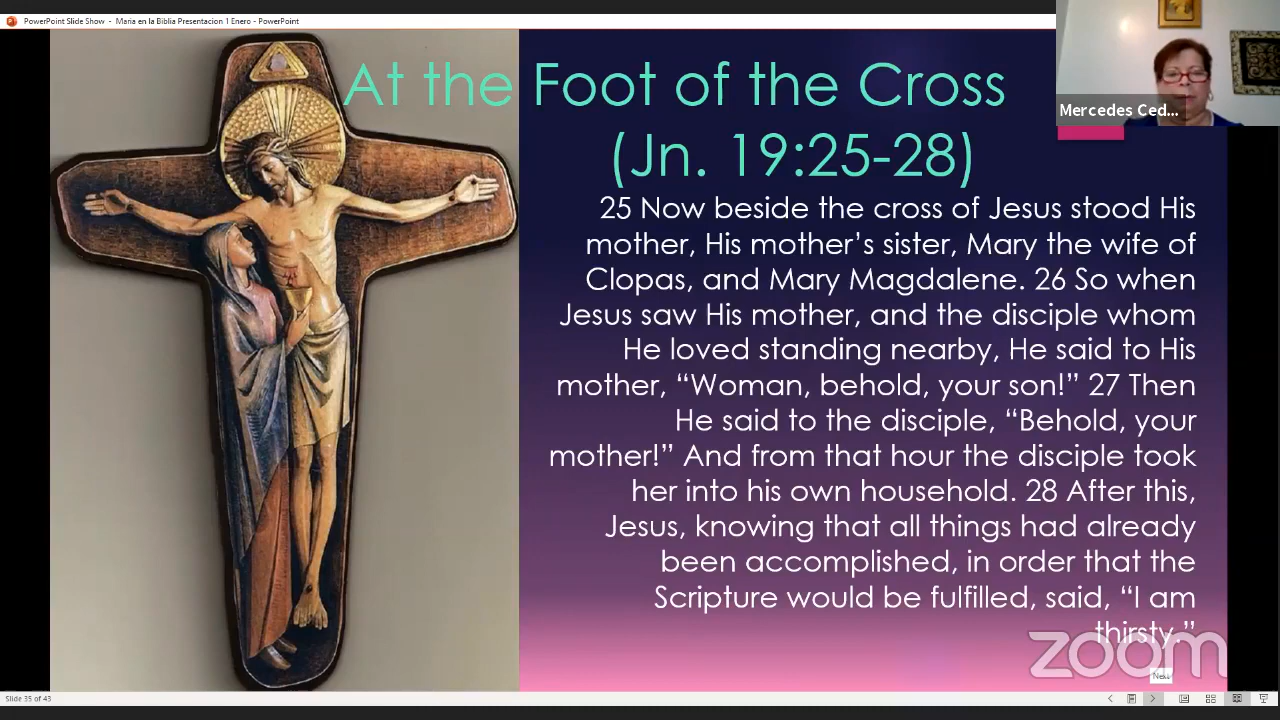 PowerPoint Slide Show - Maria en la Biblia Presentacion 1 Enero - PowerPoint
Mercedes Ced...
At the Foot of the Cross
(Jn. 19:25-28)
25 Now beside the cross of Jesus stood His
mother, His mother’s sister, Mary the wife of
Clopas, and Mary Magdalene. 26 So when
Jesus saw His mother, and the disciple whom
He loved standing nearby, He said to His
mother, “Woman, behold, your son!” 27 Then
He said to the disciple, “Behold, your
mother!” And from that hour the disciple took
her into his own household. 28 After this,
Jesus, knowing that all things had already
been accomplished, in order that the
Scripture would be fulfilled, said, “I am
thirsty.”
zoom
Next
Slide 35 of 43